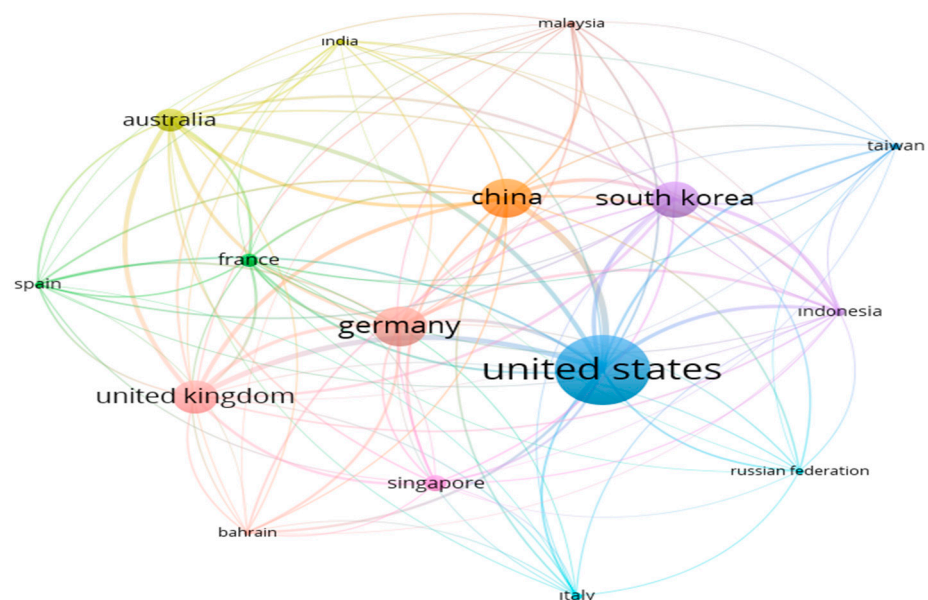 malaysia
india
australia
taiwan
china
south korea
france
spain
indonesia
germany
united states
united kingdom
russian federation
singapore
bahrain
italy